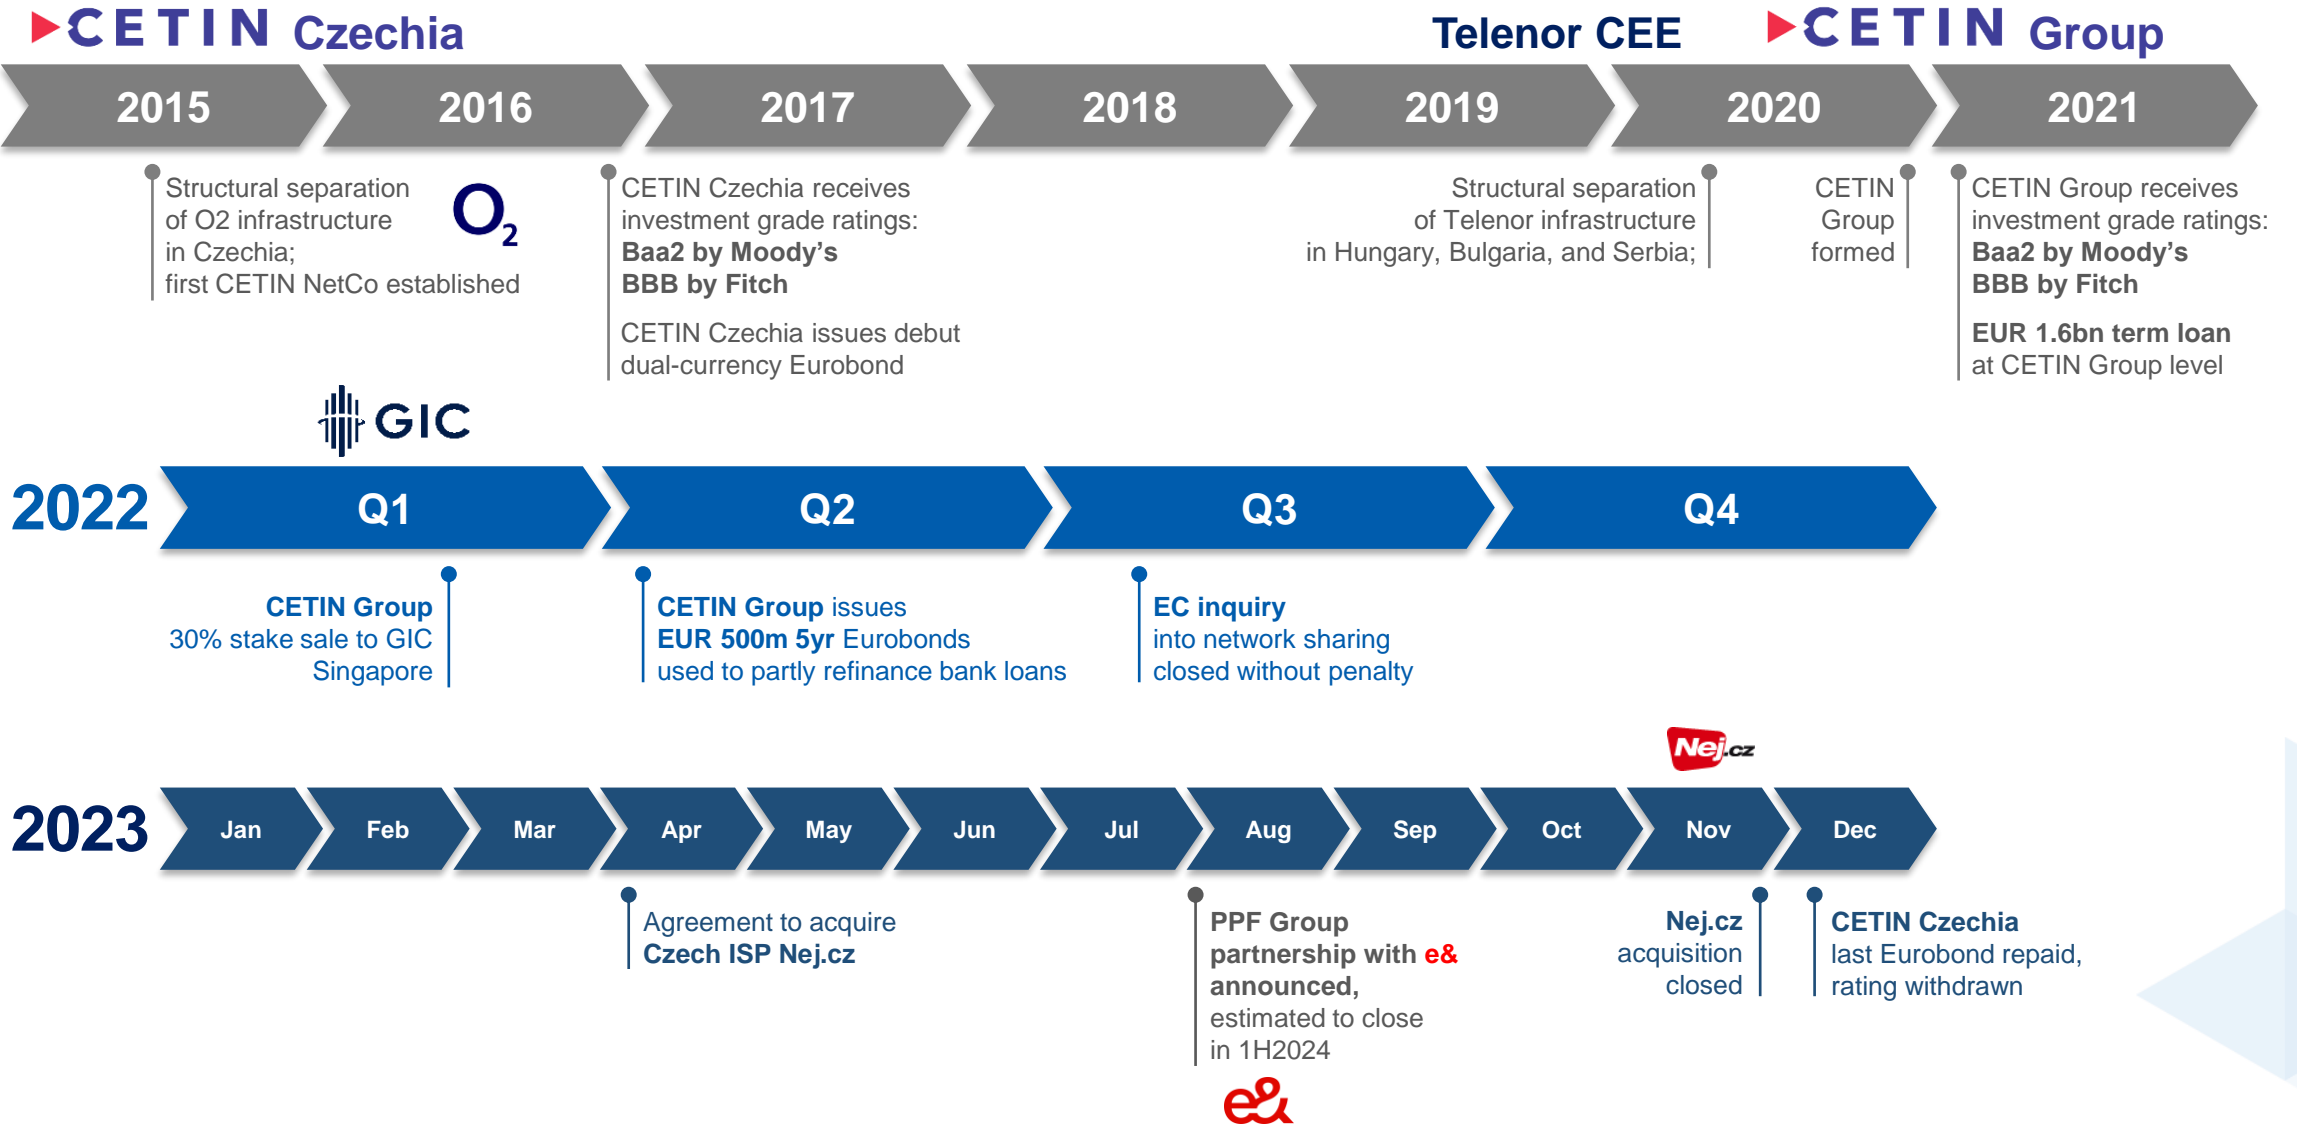 CETIN Czechia
Telenor CEE
CETIN Group
2015
2016
2017
2018
2019
2020
2021
Structural separation
of O2 infrastructure
in Czechia;
first CETIN NetCo established
O2
CETIN Czechia receives
investment grade ratings:
Baa2 by Moody’s
BBB by Fitch
CETIN Czechia issues debut
dual-currency Eurobond
Structural separation
of Telenor infrastructure
in Hungary, Bulgaria, and Serbia;
CETIN
Group
formed
CETIN Group receives
investment grade ratings:
Baa2 by Moody’s
BBB by Fitch
EUR 1.6bn term loan
at CETIN Group level
GIC
2022
Q1
Q2
Q3
Q4
CETIN Group
30% stake sale to GIC
Singapore
CETIN Group issues
EUR 500m 5yr Eurobonds
used to partly refinance bank loans
EC inquiry
into network sharing
closed without penalty
Nej.cz
2023
Jan
Feb
Mar
Apr
May
Jun
Jul
Aug
Sep
Oct
Nov
Dec
Agreement to acquire
Czech ISP Nej.cz
PPF Group
partnership with e&
announced,
estimated to close
in 1H2024
e&
Nej.cz
acquisition
closed
CETIN Czechia
last Eurobond repaid,
rating withdrawn